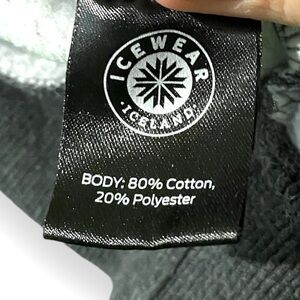 ICEWEAR
· ICELAND ·
BODY: 80% Cotton,
20% Polyester